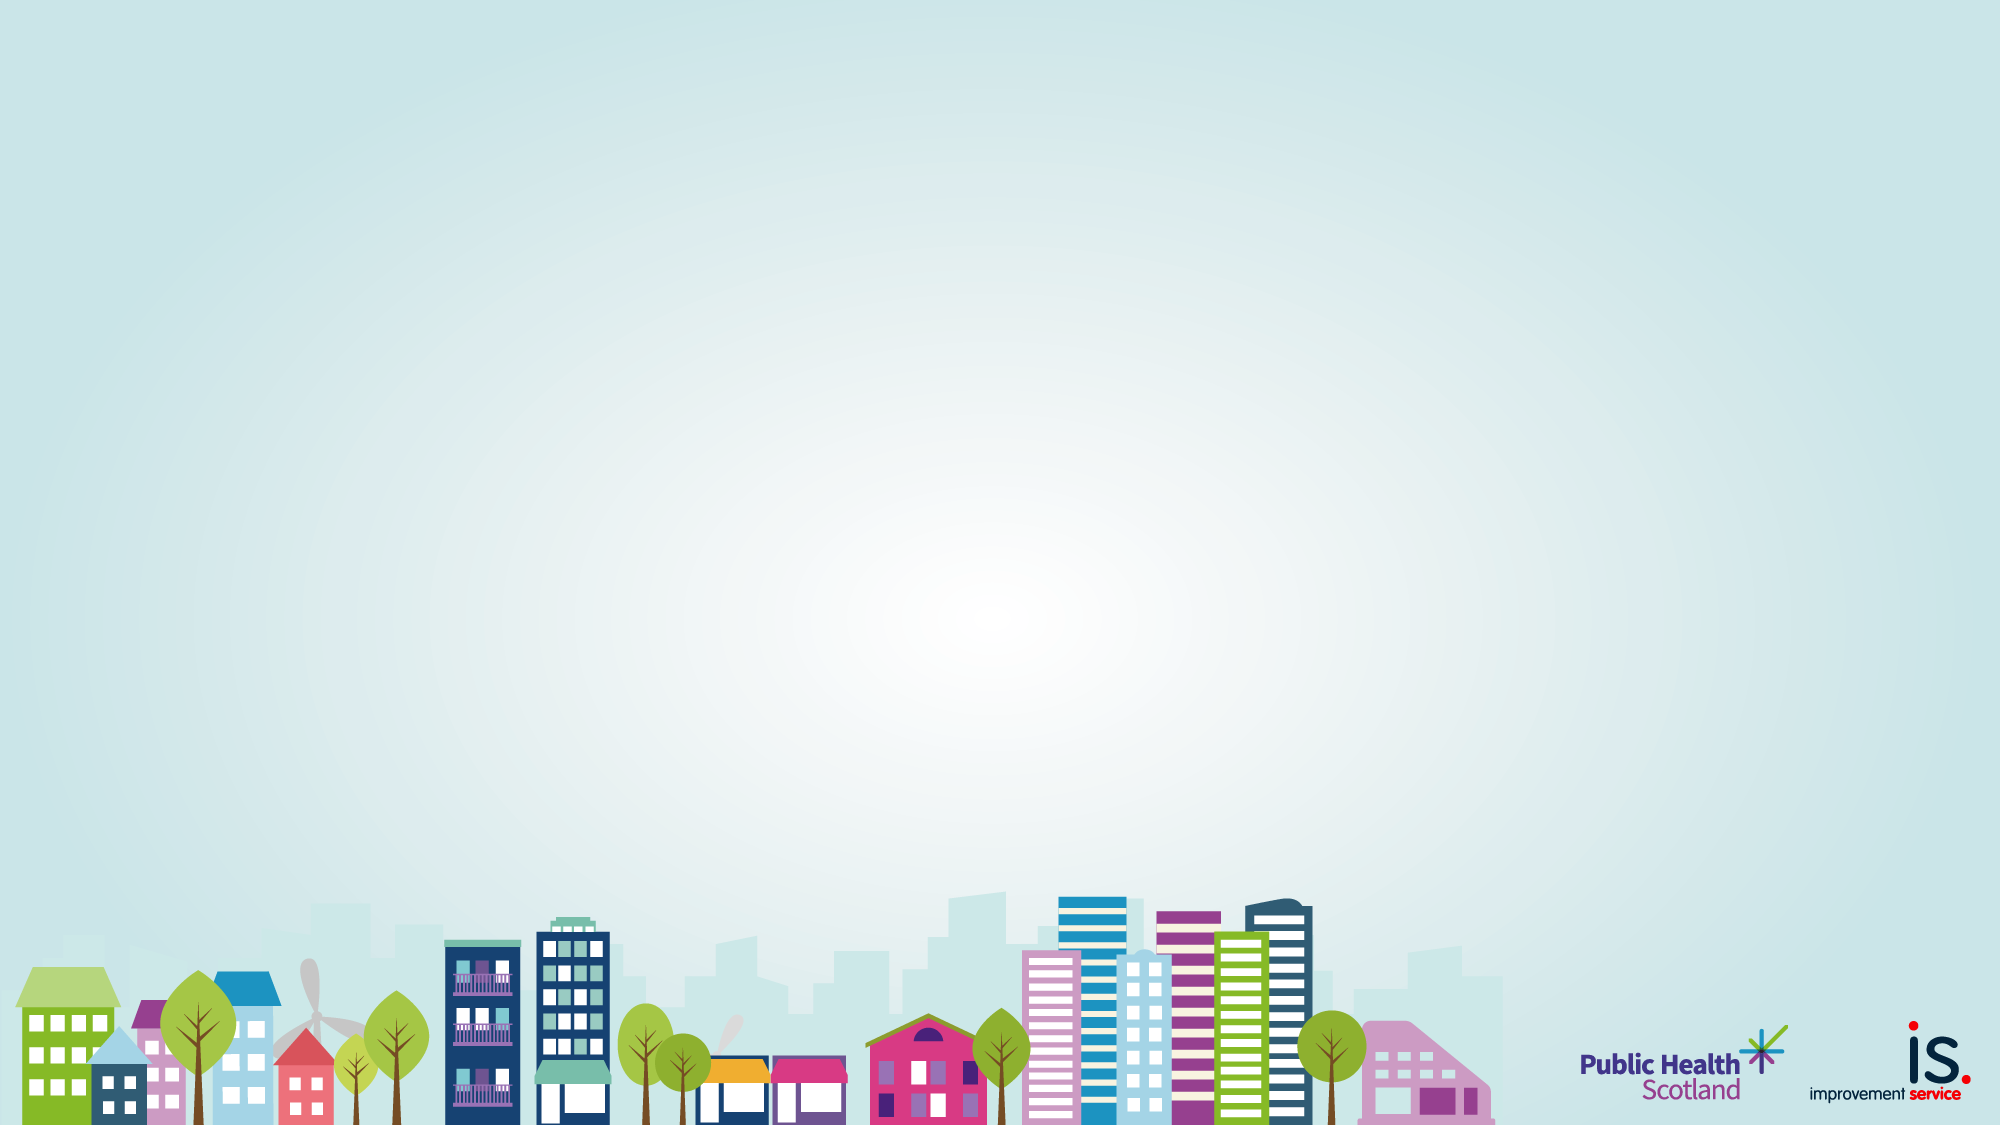 Public Health
Scotland
is.
improvement service